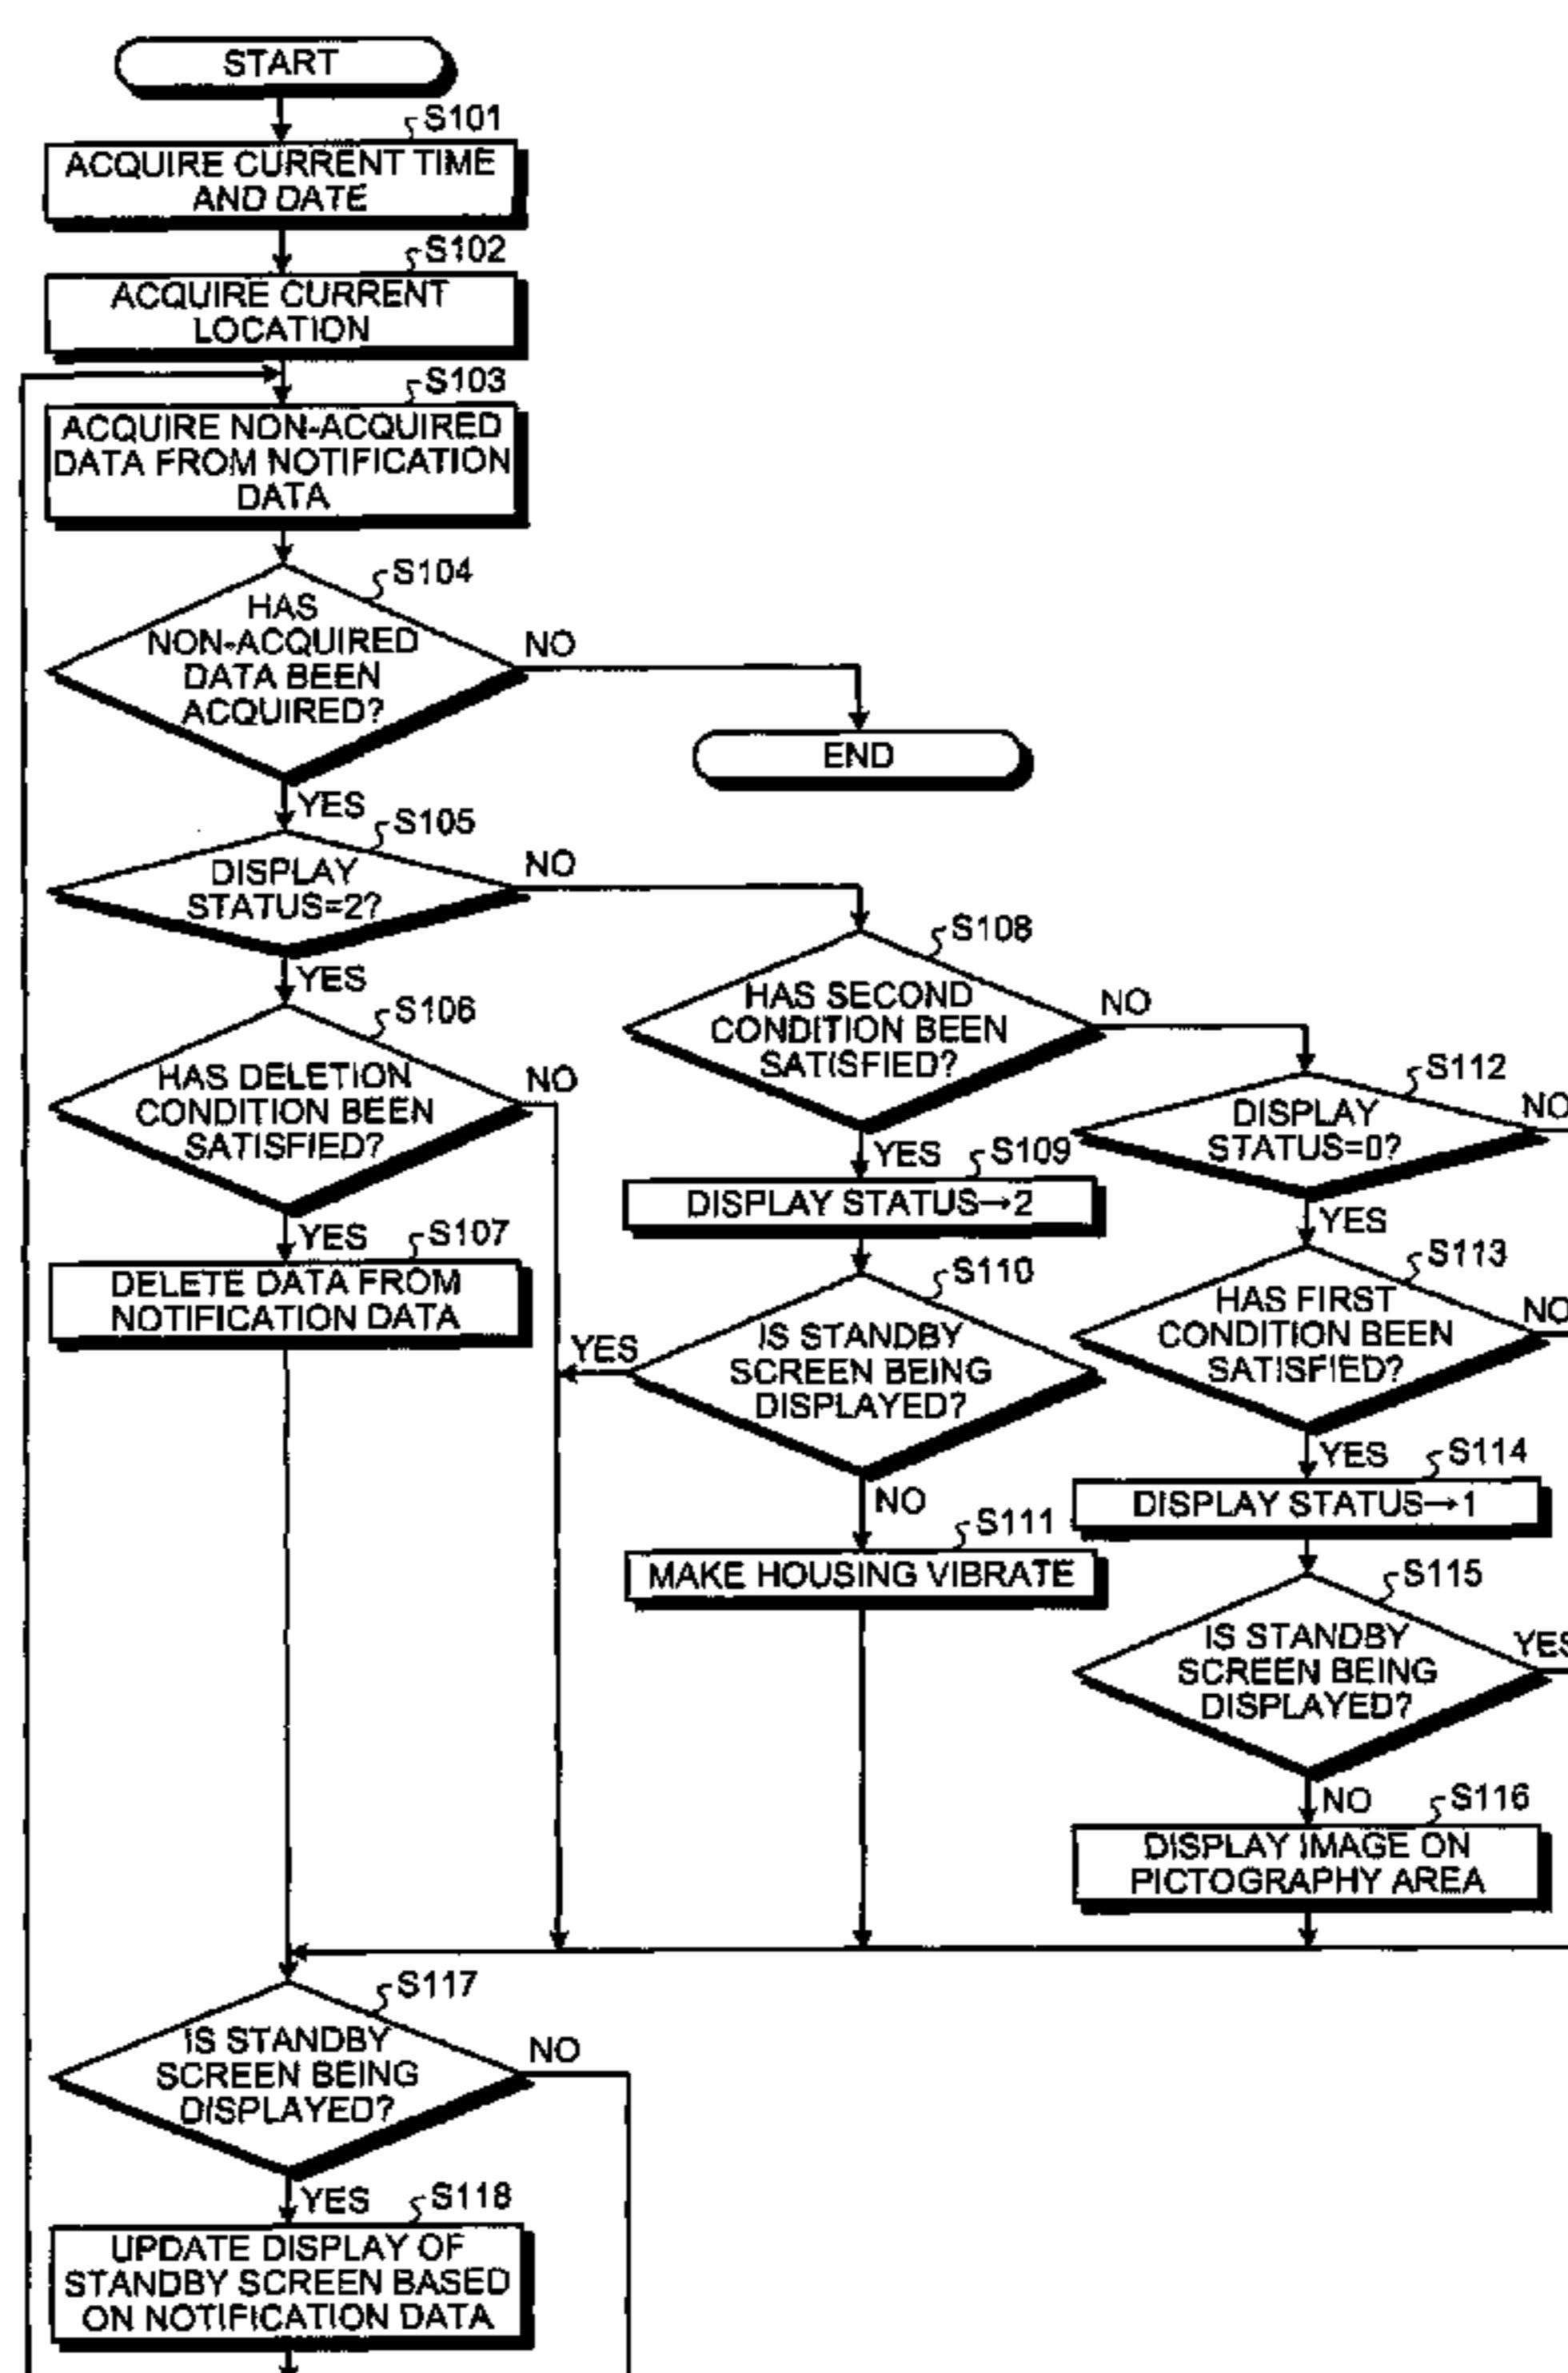 START
S101
ACQUIRE CURRENT TIME
AND DATE
S102
ACQUIRE CURRENT
LOCATION
S103
ACQUIRE NON-ACQUIRED
DATA FROM NOTIFICATION
DATA
S104
HAS
NON-ACQUIRED
DATA BEEN
ACQUIRED?
NO
END
YES
S105
DISPLAY
STATUS=2?
NO
YES
S106
HAS DELETION
CONDITION BEEN
SATISFIED?
NO
YES
S107
DELETE DATA FROM
NOTIFICATION DATA
S108
HAS SECOND
CONDITION BEEN
SATISFIED?
NO
YES
S109
DISPLAY STATUS→2
S110
IS STANDBY
SCREEN BEING
DISPLAYED?
YES
NO
S111
MAKE HOUSING VIBRATE
S112
DISPLAY
STATUS=0?
NO
YES
S113
HAS FIRST
CONDITION BEEN
SATISFIED?
NO
YES
S114
DISPLAY STATUS→1
S115
IS STANDBY
SCREEN BEING
DISPLAYED?
YES
NO
S116
DISPLAY IMAGE ON
PICTOGRAPHY AREA
S117
IS STANDBY
SCREEN BEING
DISPLAYED?
NO
YES
S118
UPDATE DISPLAY OF
STANDBY SCREEN BASED
ON NOTIFICATION DATA